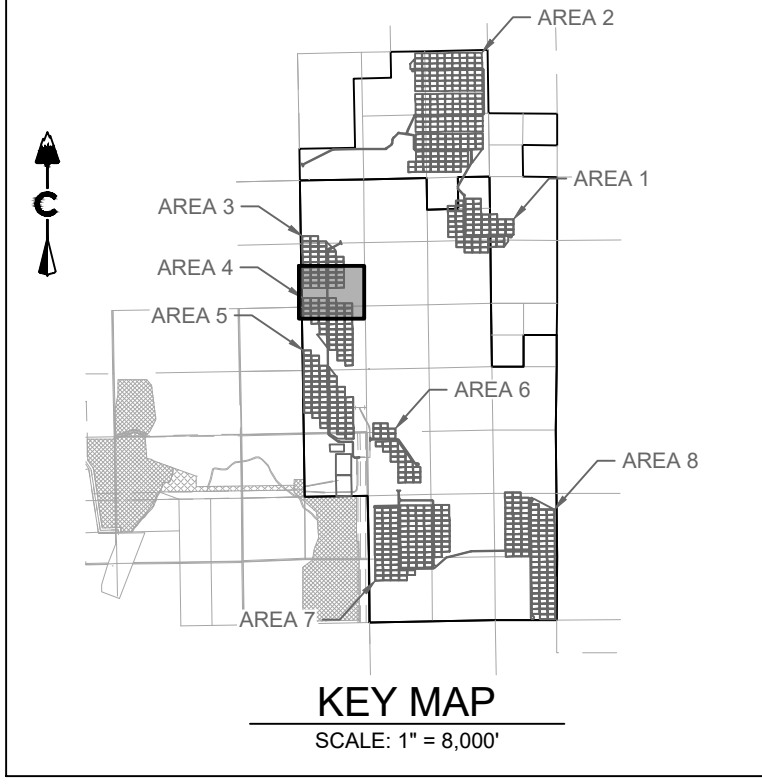 AREA 2
AREA 1
AREA 3
AREA 4
AREA 5
AREA 6
AREA 8
AREA 7
C
KEY MAP
SCALE: 1" = 8,000'